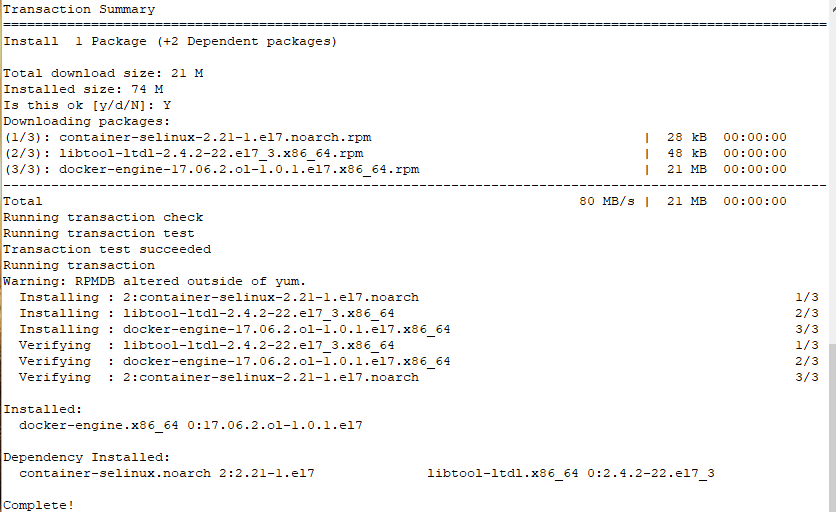 Transaction Summary
================================================================================
Install  1 Package (+2 Dependent packages)
Total download size: 21 M
Installed size: 74 M
Is this ok [y/d/N]: Y
Downloading packages:
(1/3): container-selinux-2.21-1.el7.noarch.rpm | 28 kB 00:00:00
(2/3): libtool-ltdl-2.4.2-22.el7_3.x86_64.rpm | 48 kB 00:00:00
(3/3): docker-engine-17.06.2.ol-1.0.1.el7.x86_64.rpm | 21 MB 00:00:00
--------------------------------------------------------------------------------
Total 80 MB/s | 21 MB 00:00:00
Running transaction check
Running transaction test
Transaction test succeeded
Running transaction
Warning: RPMDB altered outside of yum.
Installing : 2:container-selinux-2.21-1.el7.noarch 1/3
Installing : libtool-ltdl-2.4.2-22.el7_3.x86_64 2/3
Installing : docker-engine-17.06.2.ol-1.0.1.el7.x86_64 3/3
Verifying : libtool-ltdl-2.4.2-22.el7_3.x86_64 1/3
Verifying : docker-engine-17.06.2.ol-1.0.1.el7.x86_64 2/3
Verifying : 2:container-selinux-2.21-1.el7.noarch 3/3
Installed:
docker-engine.x86_64 0:17.06.2.ol-1.0.1.el7
Dependency Installed:
container-selinux.noarch 2:2.21-1.el7 libtool-ltdl.x86_64 0:2.4.2-22.el7_3
Complete!